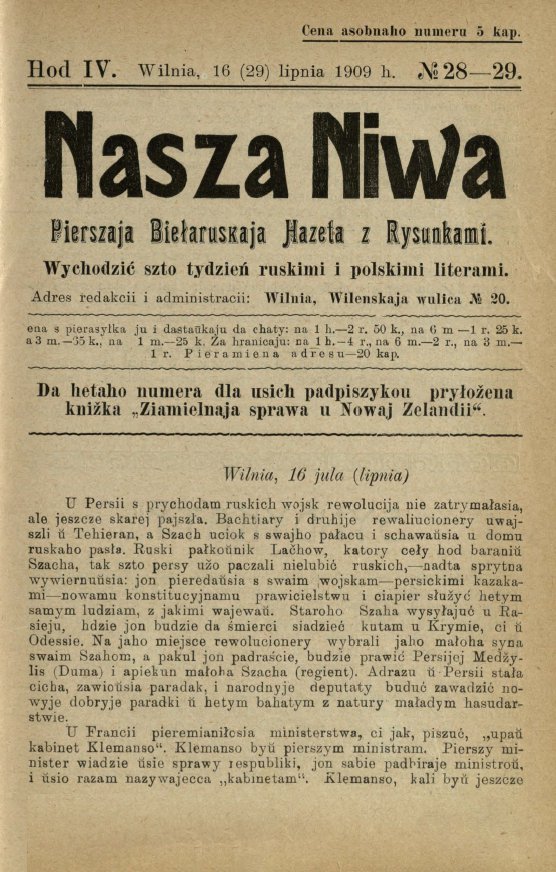 Cena asobnaho numeru 5 kap.
Hod IV. Wilnia, 16 (29) lipnia 1909 h. № 28—29.
Nasza Niwa
Pierszaja Biełaruskaja Hazeta z Rysunkami.
Wychodzić szto tydzień ruskimi i polskimi literami.
Adres redakcii i administracii: Wilnia, Wilenskaja wulica № 20.
ena s pierasyłka ju i dastaŭkaju da chaty: na 1 h.—2 r. 50 k., na 6 m —1 r. 25 k.
a 3 m.—65 k., na 1 m.—25 k. Za hranicaju: na 1 h.-4 r., na 6 m.—2 r., na 3 m.—
1 r. Pieramiena adresu—20 kap.
Da hetaho numera dla usich padpiszykou pryłożena
kniżka „Ziamielnaja sprawa u Nowaj Zelandii“.
Wilnia, 16 jula (lipnia)
U Persii s prychodam ruskich wojsk rewolucija nie zatrymałasia,
ale jeszcze skarej pajszła. Bachtiary i druhije rewaliucionery uwaj-
szli ŭ Tehieran, a Szach uciok s swajho pałacu i schawaŭsia u domu
ruskaho pasła. Ruski pałkoŭnik Lachow, katory ceły hod baraniŭ
Szacha, tak szto persy użo paczali nielubić ruskich,—nadta sprytna
wywiernuŭsia: jon pieredaŭsia s swaim wojskam—persickimi kazaka-
mi—nowamu konstitucyjnamu prawicielstwu i ciapier służyć hetym
samym ludziam, z jakimi wajewaŭ. Staroho Szaha wysyłajuć u Ra-
sieju, hdzie jon budzie da śmierci siadzieć kutam u Krymie, ci ŭ
Odessie. Na jaho miejsce rewolucionery wybrali jaho małoha syna
swaim Szahom, a pakul jon padraście, budzie prawić Persijej Medży-
lis (Duma) i apiekun małoha Szacha (regient). Adrazu ŭ Persii stała
cicha, zawioŭsia paradak, i narodnyje deputaty buduć zawadzić no-
wyje dobryje paradki ŭ hetym bahatym z natury maładym hasudar-
stwie.
U Francii pieremianiłosia ministerstwa, ci jak, piszuć, „upaŭ
kabinet Klemanso“. Klemanso byŭ pierszym ministram. Pierszy mi-
nister wiadzie ŭsie sprawy respubliki, jon sabie padbiraje ministroŭ,
i ŭsio razam nazywajecca „kabinetam“. Klemanso, kali byŭ jeszcze